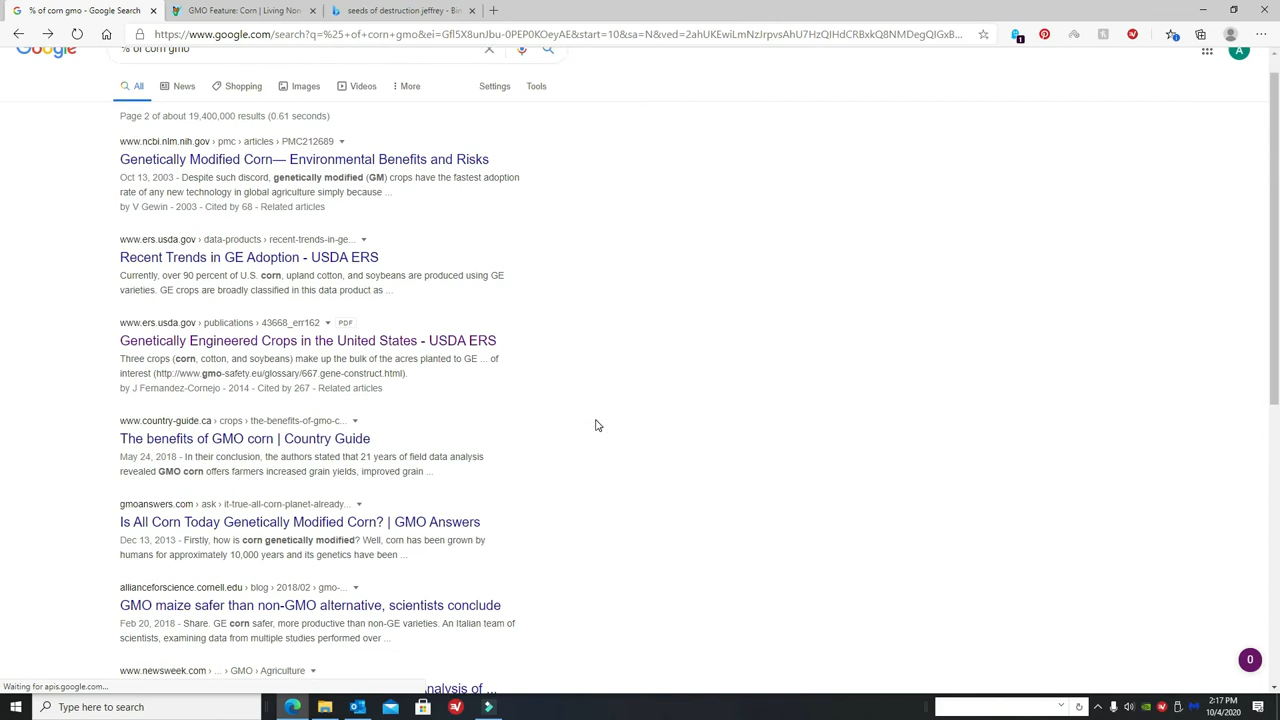 % of corn gmo - Google Search
GMO Feature: Corn | Living Non
seeds of destruction jeffrey - Bin
https://www.google.com/search?q=%25+of+corn+gmo&ei=Gfl5X8unJbu-0PEP0KOeyAE&start=10&sa=N&ved=2ahUKEwiLmNzJrpvsAhU7HzQIHdCRBxkQ8NMDegQIGxB...
Google
% of corn gmo
All
News
Shopping
Images
Videos
More
Settings
Tools
A
1
Page 2 of about 19,400,000 results (0.61 seconds)
www.ncbi.nlm.nih.gov › pmc › articles › PMC212689
Genetically Modified Corn— Environmental Benefits and Risks
Oct 13, 2003 - Despite such discord, genetically modified (GM) crops have the fastest adoption
rate of any new technology in global agriculture simply because ...
by V Gewin - 2003 - Cited by 68 - Related articles
www.ers.usda.gov › data-products › recent-trends-in-ge...
Recent Trends in GE Adoption - USDA ERS
Currently, over 90 percent of U.S. corn, upland cotton, and soybeans are produced using GE
varieties. GE crops are broadly classified in this data product as ...
www.ers.usda.gov › publications › 43668_err162 PDF
Genetically Engineered Crops in the United States - USDA ERS
Three crops (corn, cotton, and soybeans) make up the bulk of the acres planted to GE ... of
interest (http://www.gmo-safety.eu/glossary/667.gene-construct.html).
by J Fernandez-Cornejo - 2014 - Cited by 267 - Related articles
www.country-guide.ca › crops › the-benefits-of-gmo-c...
The benefits of GMO corn | Country Guide
May 24, 2018 - In their conclusion, the authors stated that 21 years of field data analysis
revealed GMO corn offers farmers increased grain yields, improved grain ...
gmoanswers.com › ask › it-true-all-corn-planet-already...
Is All Corn Today Genetically Modified Corn? | GMO Answers
Dec 13, 2013 - Firstly, how is corn genetically modified? Well, corn has been grown by
humans for approximately 10,000 years and its genetics have been ...
allianceforscience.cornell.edu › blog › 2018/02 › gmo-...
GMO maize safer than non-GMO alternative, scientists conclude
Feb 20, 2018 - Share. GE corn safer, more productive than non-GE varieties. An Italian team of
scientists, examining data from multiple studies performed over ...
www.newsweek.com › ... › GMO › Agriculture
nalysis of ...
0
Waiting for apis.google.com...
Type here to search
2:17 PM
10/4/2020